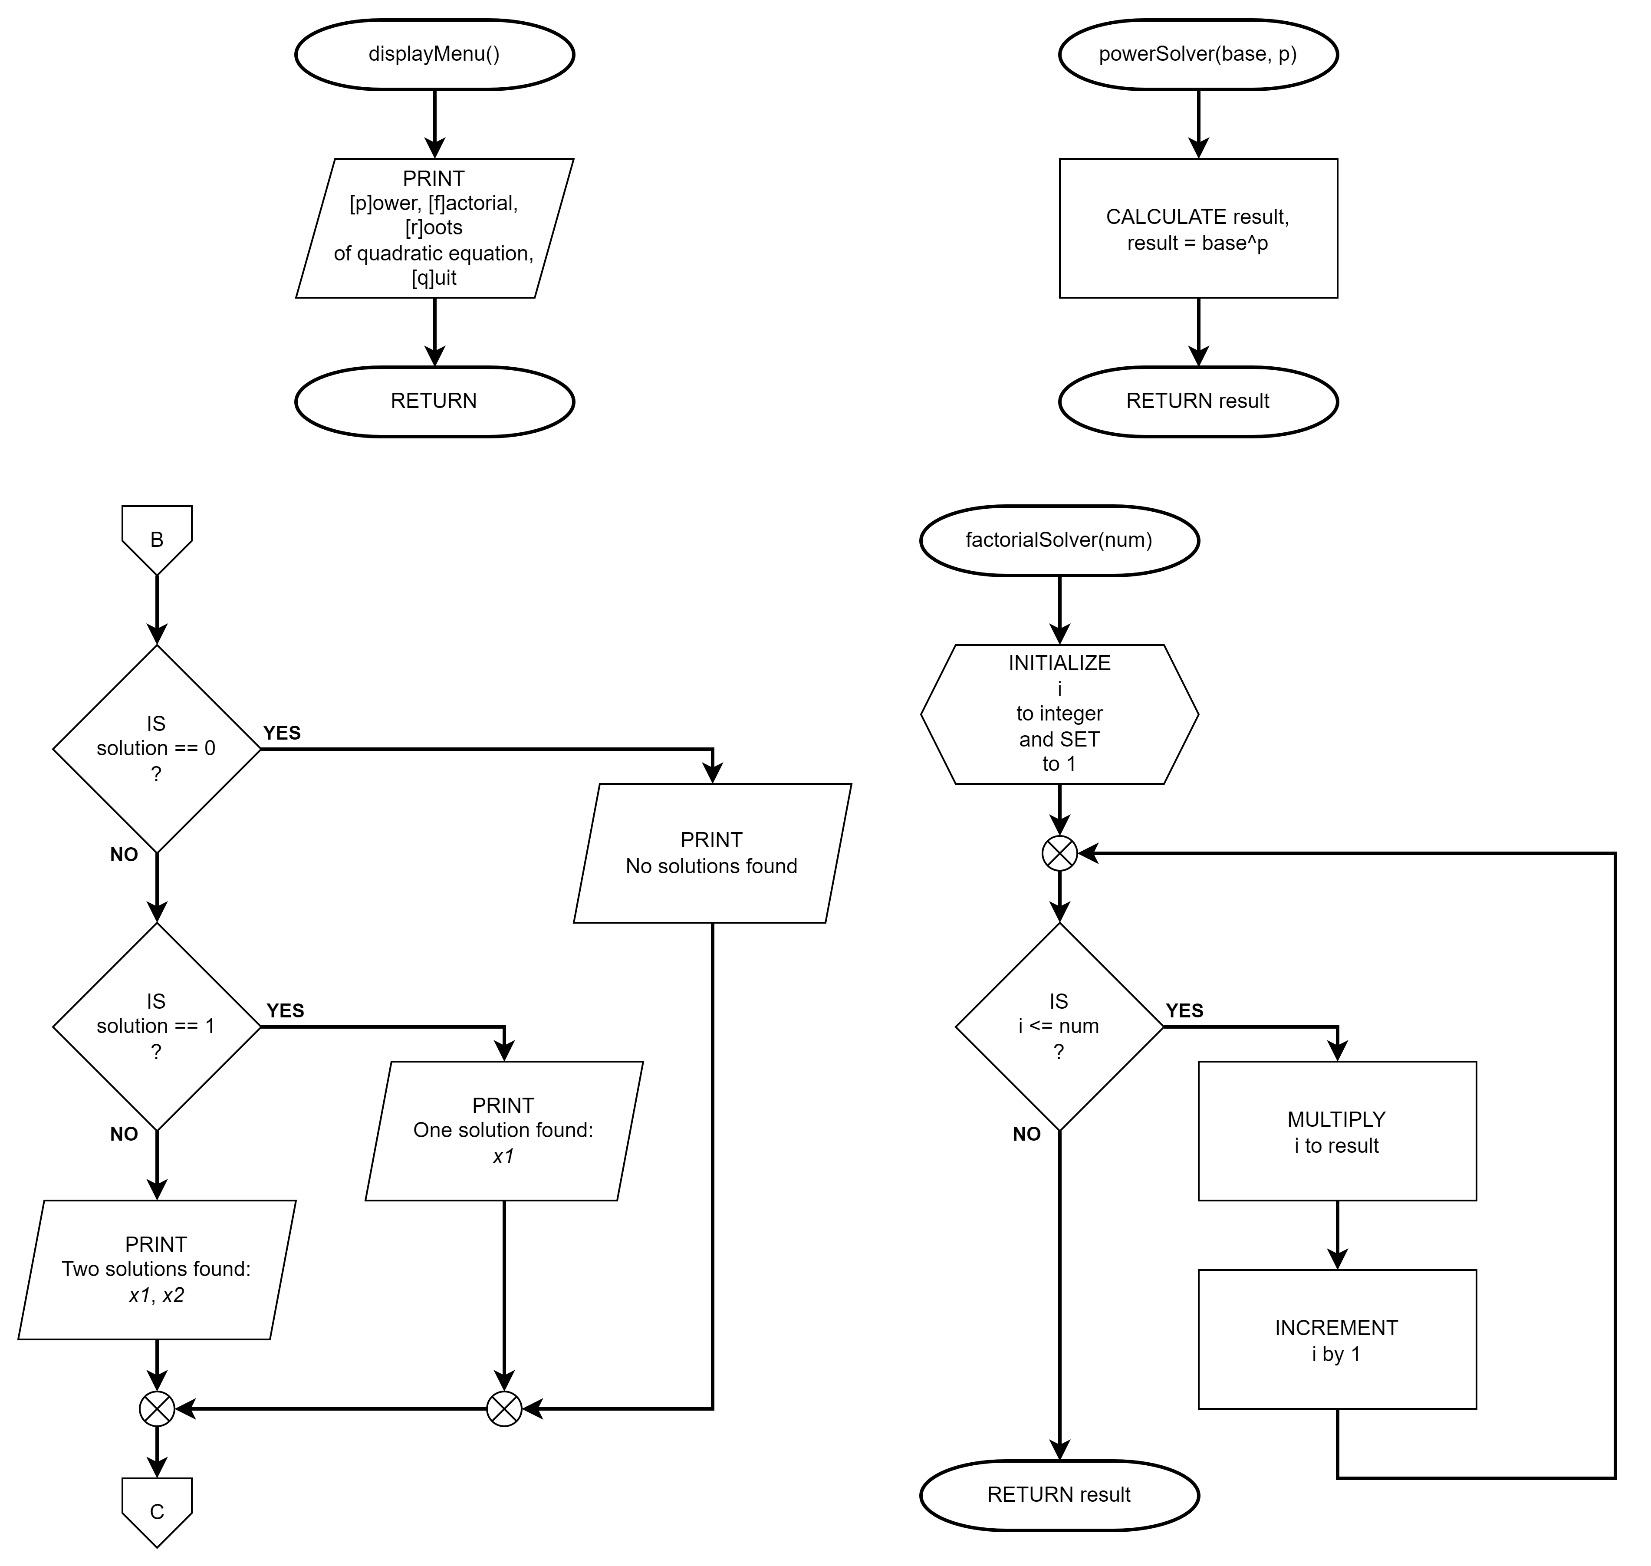 displayMenu()
PRINT
[p]ower, [f]actorial,
[r]oots
of quadratic equation,
[q]uit
RETURN
powerSolver(base, p)
CALCULATE result,
result = base^p
RETURN result
B
IS
solution == 0
?
YES
NO
PRINT
No solutions found
IS
solution == 1
?
YES
NO
PRINT
One solution found:
x1
PRINT
Two solutions found:
x1, x2
C
factorialSolver(num)
INITIALIZE
i
to integer
and SET
to 1
IS
i <= num
?
YES
NO
MULTIPLY
i to result
INCREMENT
i by 1
RETURN result